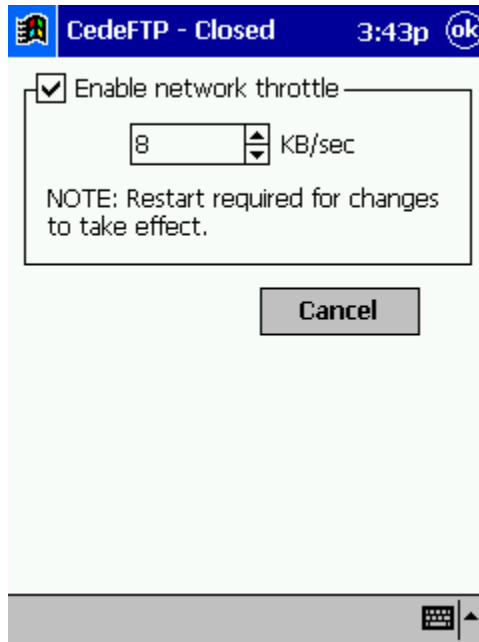 CedeFTP - Closed 3:43p ok
Enable network throttle
8 KB/sec
NOTE: Restart required for changes
to take effect.
Cancel